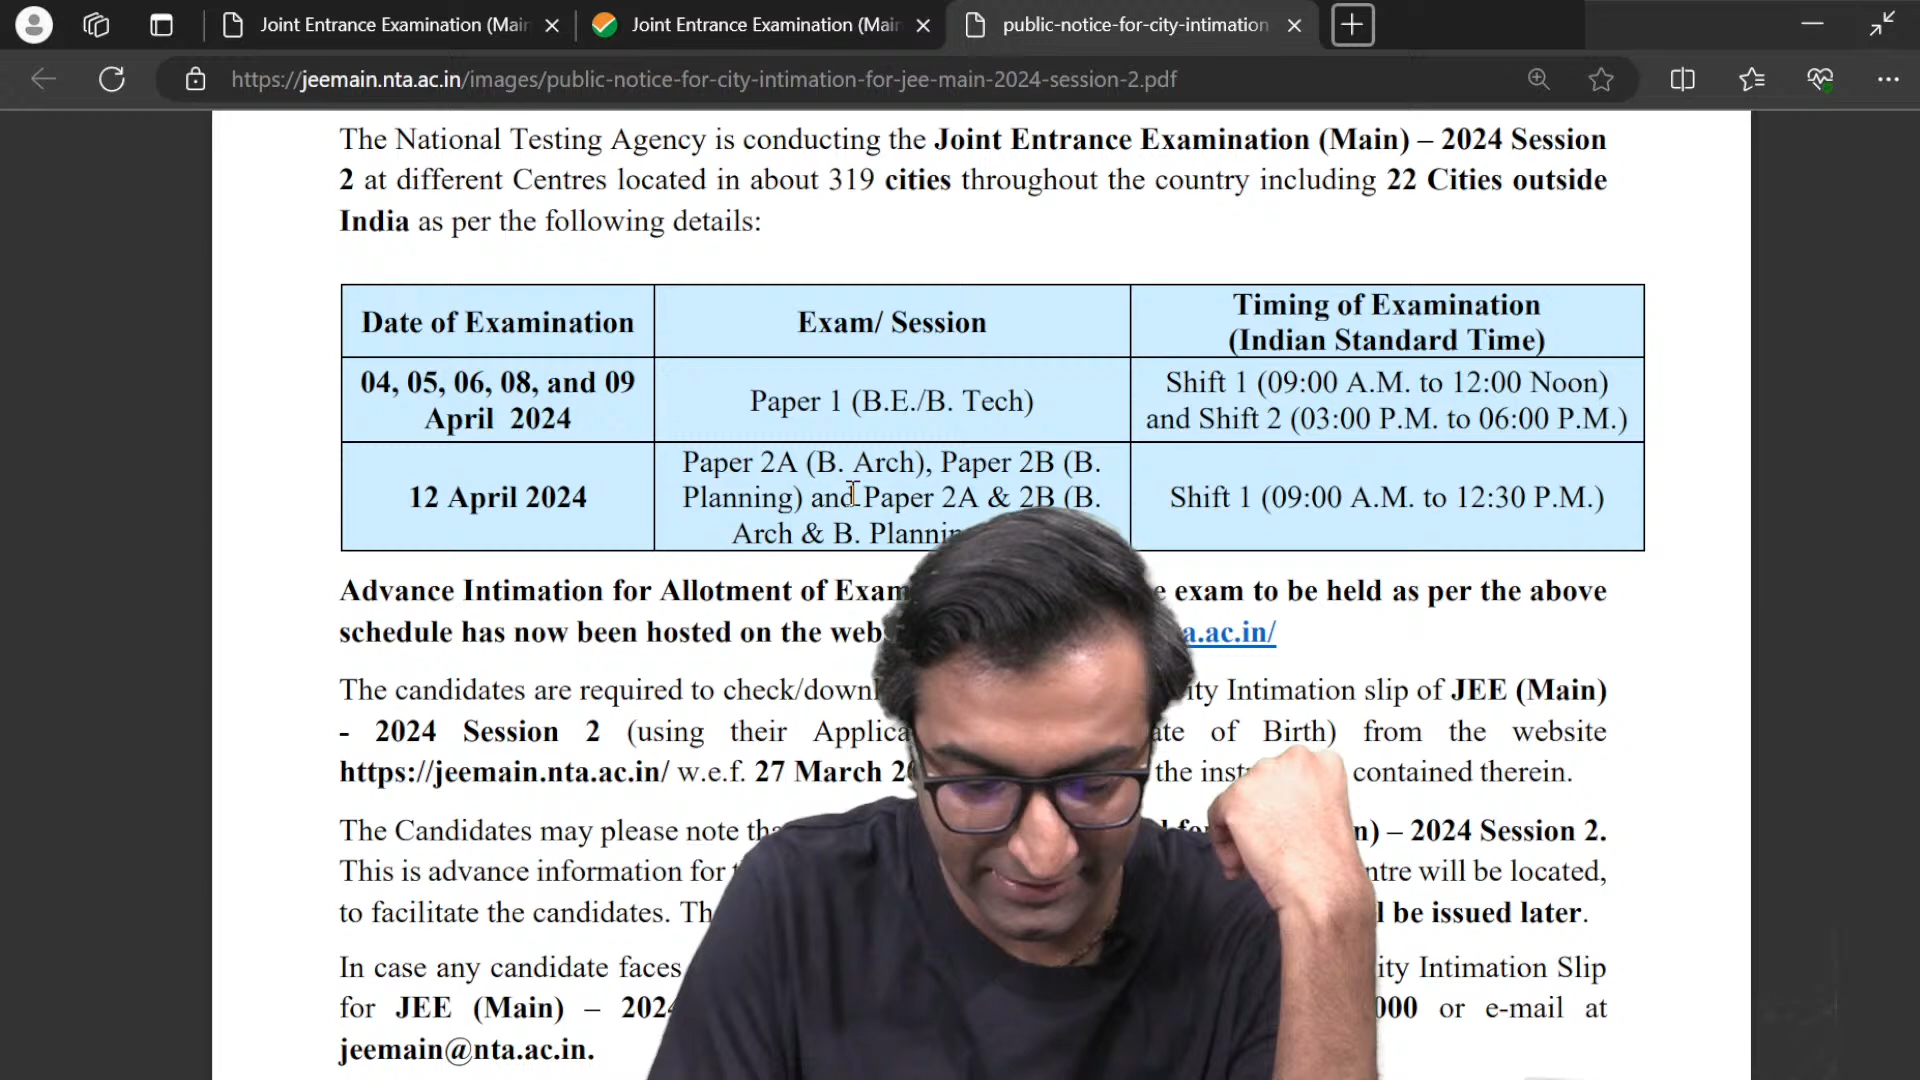 Joint Entrance Examination (Main
Joint Entrance Examination (Main
public-notice-for-city-intimation
https://jeemain.nta.ac.in/images/public-notice-for-city-intimation-for-jee-main-2024-session-2.pdf
The National Testing Agency is conducting the Joint Entrance Examination (Main) – 2024 Session
2 at different Centres located in about 319 cities throughout the country including 22 Cities outside
India as per the following details:
Date of Examination
Exam/ Session
Timing of Examination
(Indian Standard Time)
04, 05, 06, 08, and 09
April 2024
Paper 1 (B.E./B. Tech)
Shift 1 (09:00 A.M. to 12:00 Noon)
and Shift 2 (03:00 P.M. to 06:00 P.M.)
12 April 2024
Paper 2A (B. Arch), Paper 2B (B.
Planning) and Paper 2A & 2B (B.
Arch & B. Plannin
Shift 1 (09:00 A.M. to 12:30 P.M.)
Advance Intimation for Allotment of Exam e exam to be held as per the above
schedule has now been hosted on the web a.ac.in/
The candidates are required to check/downl ity Intimation slip of JEE (Main)
- 2024 Session 2 (using their Applica ate of Birth) from the website
https://jeemain.nta.ac.in/ w.e.f. 27 March 20 the inst contained therein.
The Candidates may please note tha n) – 2024 Session 2.
This is advance information for ntre will be located,
to facilitate the candidates. Th l be issued later.
In case any candidate faces ity Intimation Slip
for JEE (Main) – 202 000 or e-mail at
jeemain@nta.ac.in.